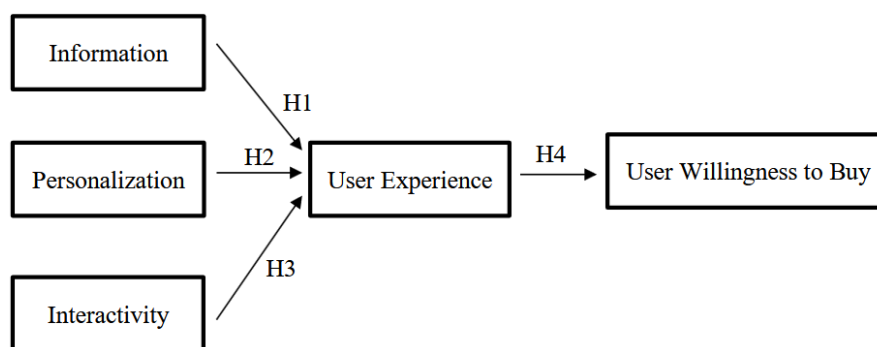 Information
H1
Personalization
H2
User Experience
H4
User Willingness to Buy
H3
Interactivity